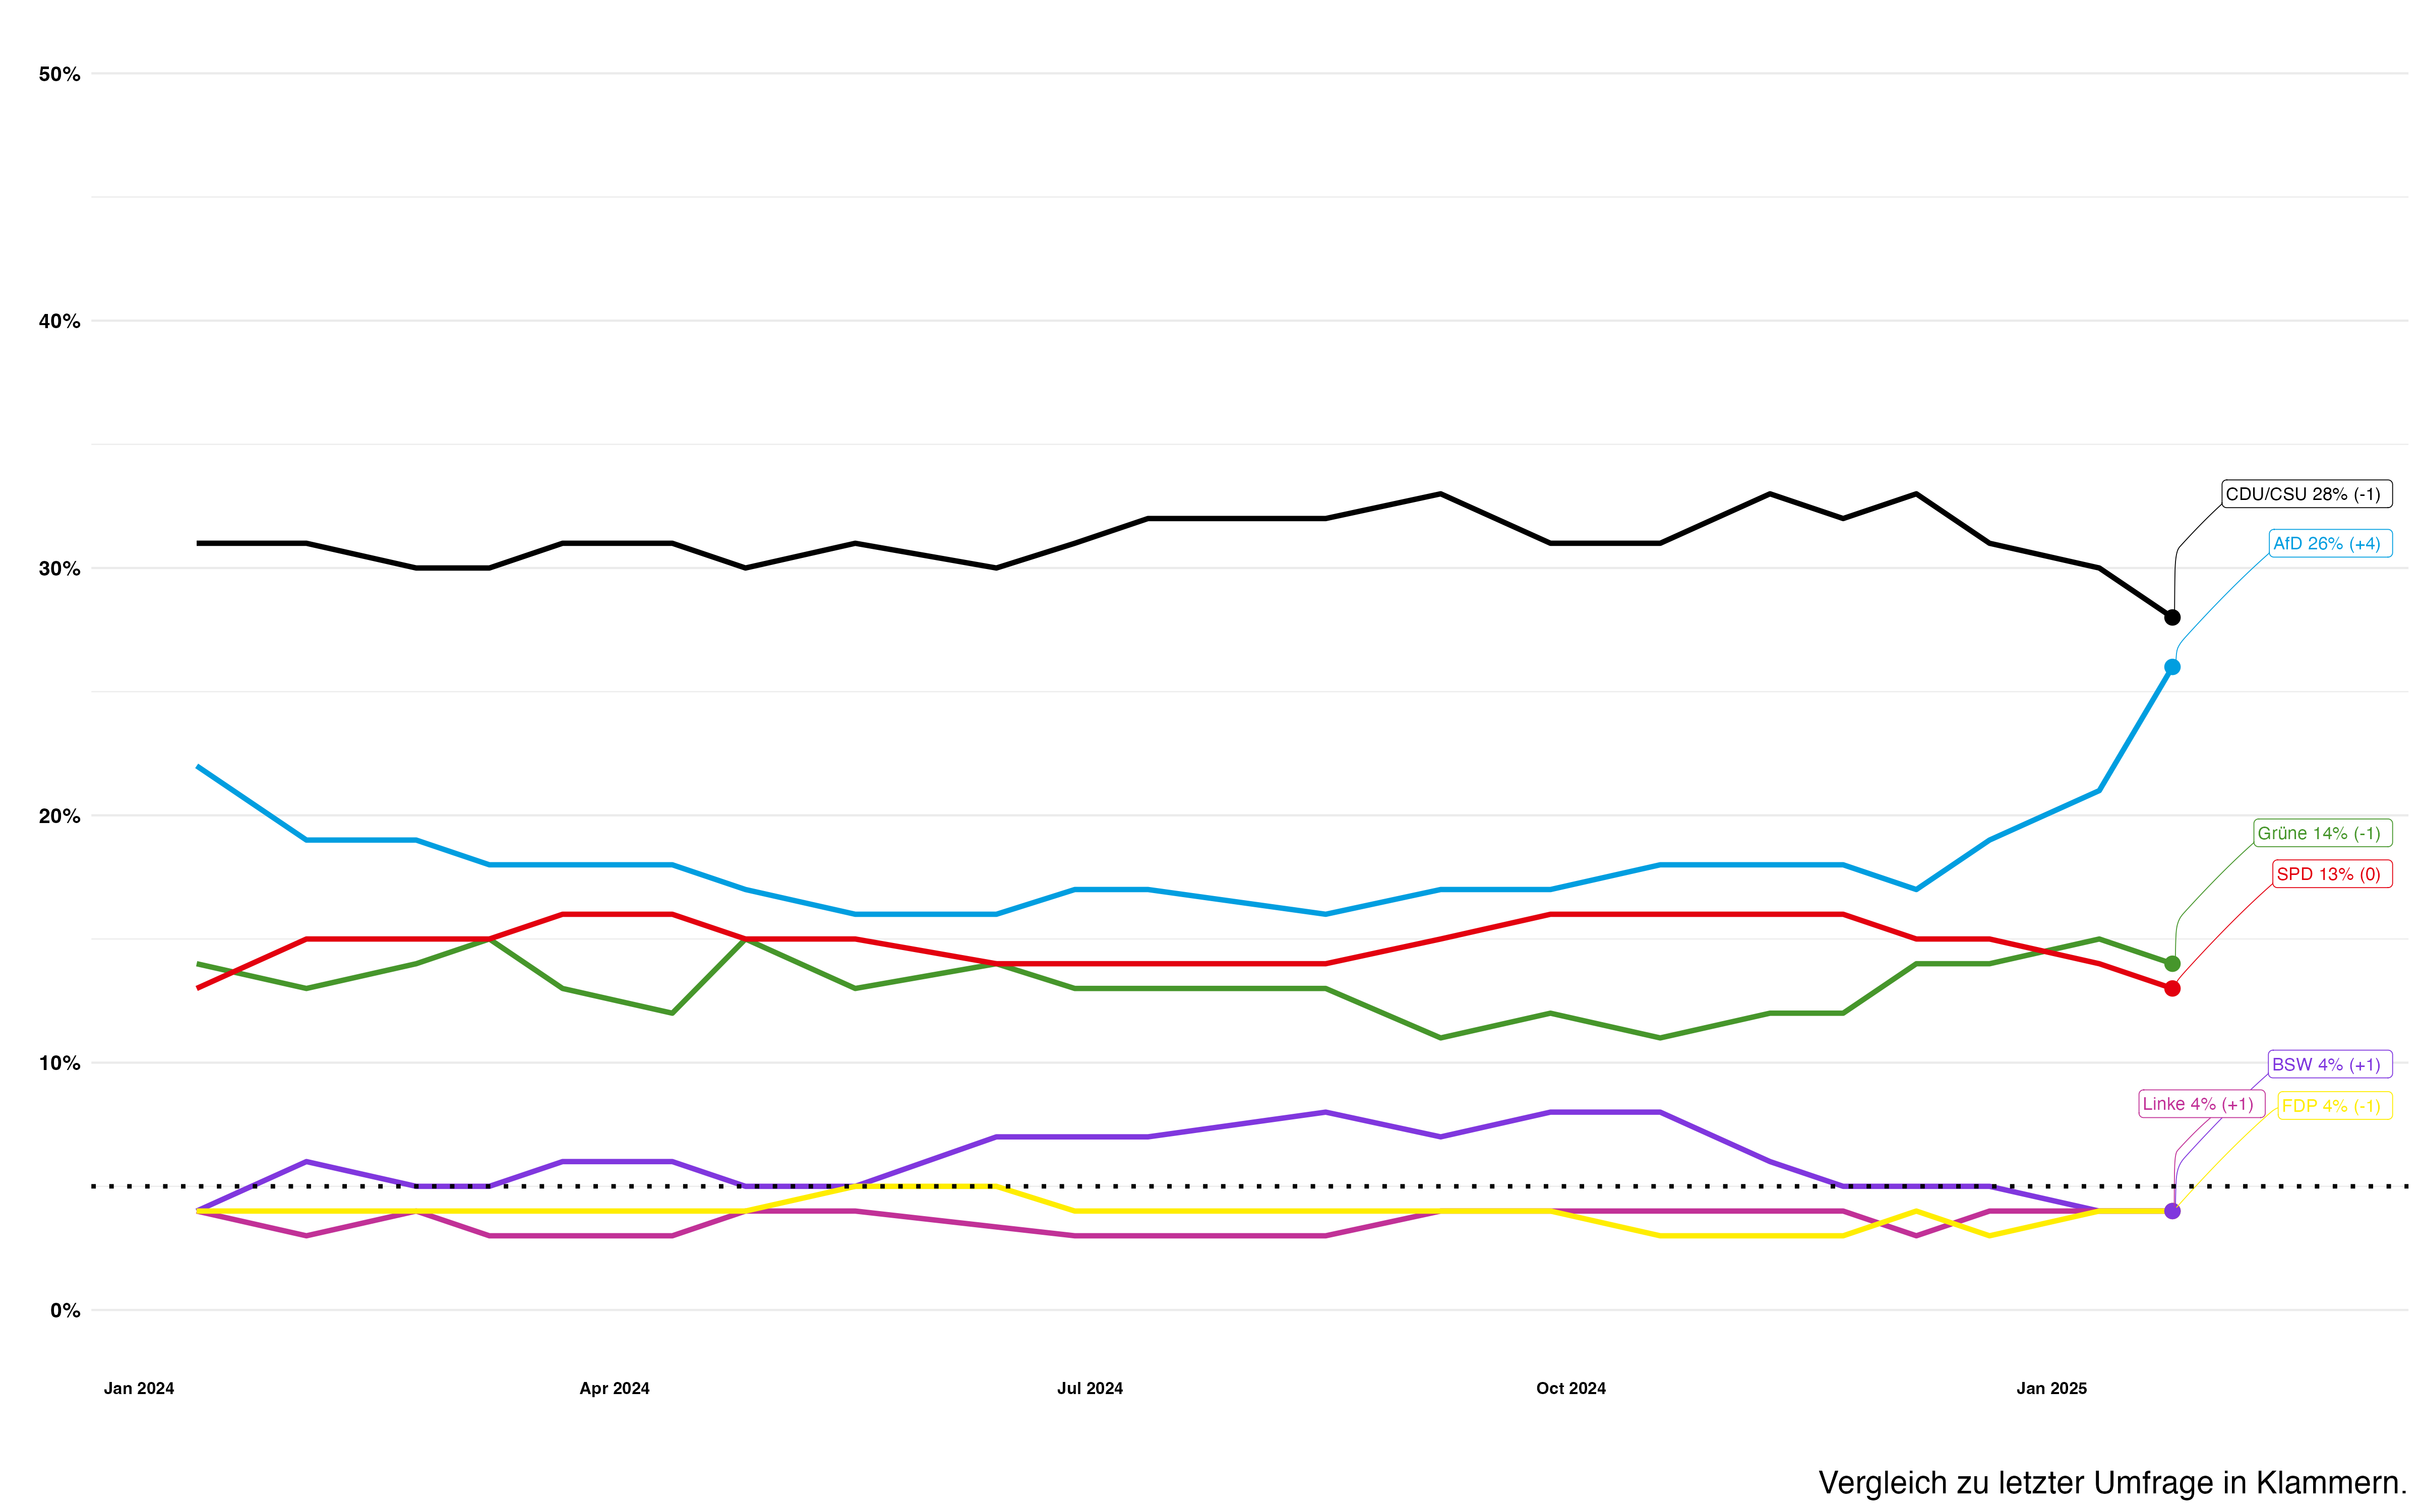 50%
40%
30%
20%
10%
0%
CDU/CSU 28% (-1)
AfD 26% (+4)
Grüne 14% (-1)
SPD 13% (0)
BSW 4% (+1)
Linke 4% (+1)
FDP 4% (-1)
Jan 2024
Apr 2024
Jul 2024
Oct 2024
Jan 2025
Vergleich zu letzter Umfrage in Klammern.